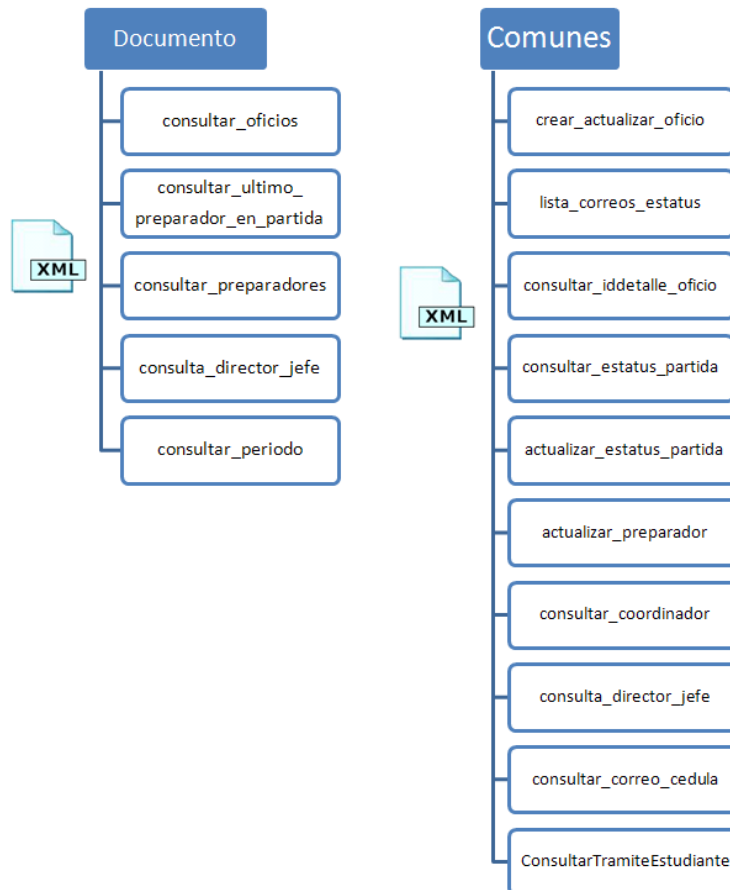 Documento
consultar_oficios
consultar_ultimo_
preparador_en_partida
XML
consultar_preparadores
consulta_director_jefe
consultar_periodo
Comunes
crear_actualizar_oficio
lista_correos_estatus
consultar_iddetalle_oficio
XML
consultar_estatus_partida
actualizar_estatus_partida
actualizar_preparador
consultar_coordinador
consulta_director_jefe
consultar_correo_cedula
ConsultarTramiteEstudiante